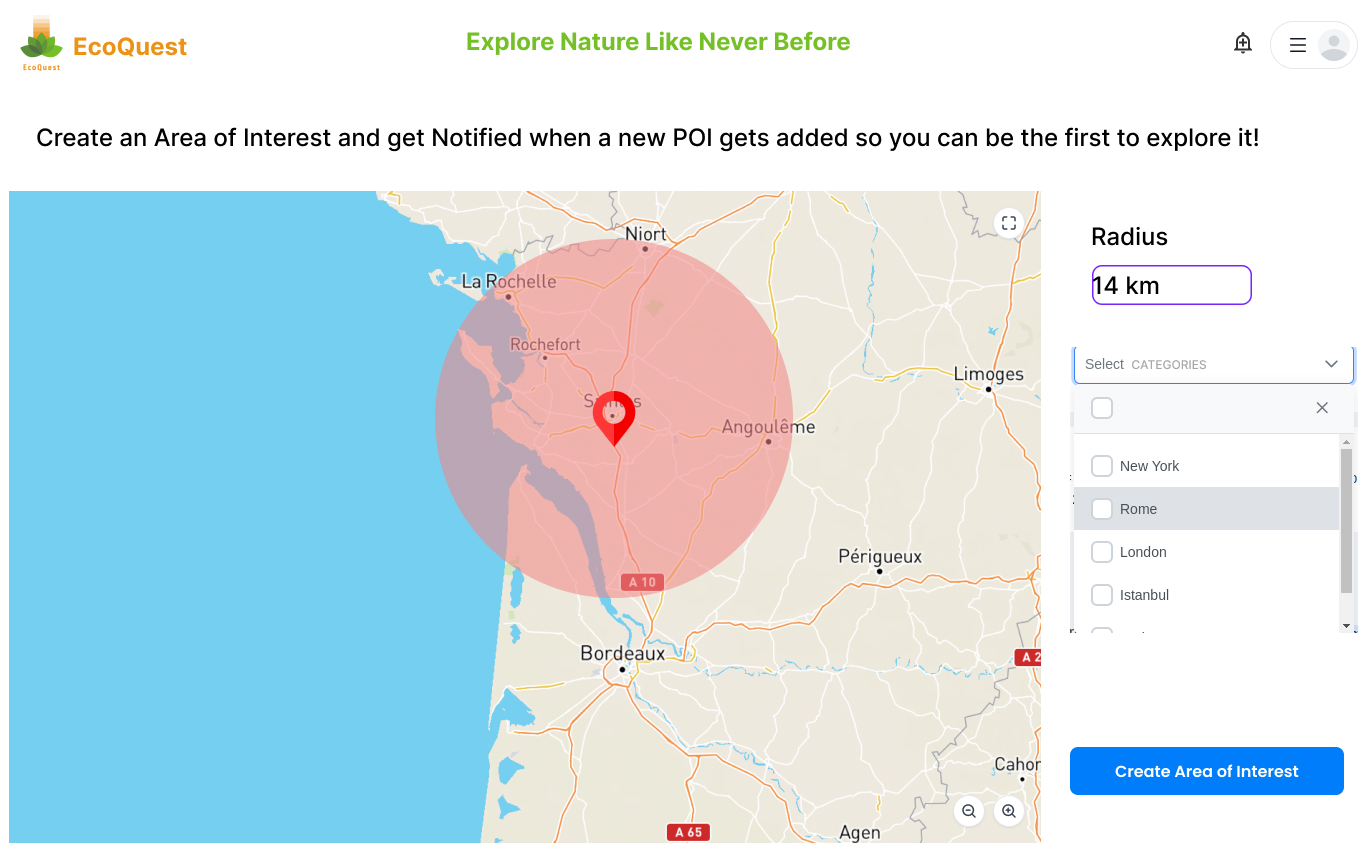 EcoQuest
EcoQuest
Explore Nature Like Never Before
Create an Area of Interest and get Notified when a new POI gets added so you can be the first to explore it!
Niort
La Rochelle
Rochefort
Limoges
Angoulême
A 10
Périgueux
Bordeaux
A 2
Cahor
A 65
Agen
Radius
14 km
Select CATEGORIES
New York
Rome
London
Istanbul
Create Area of Interest